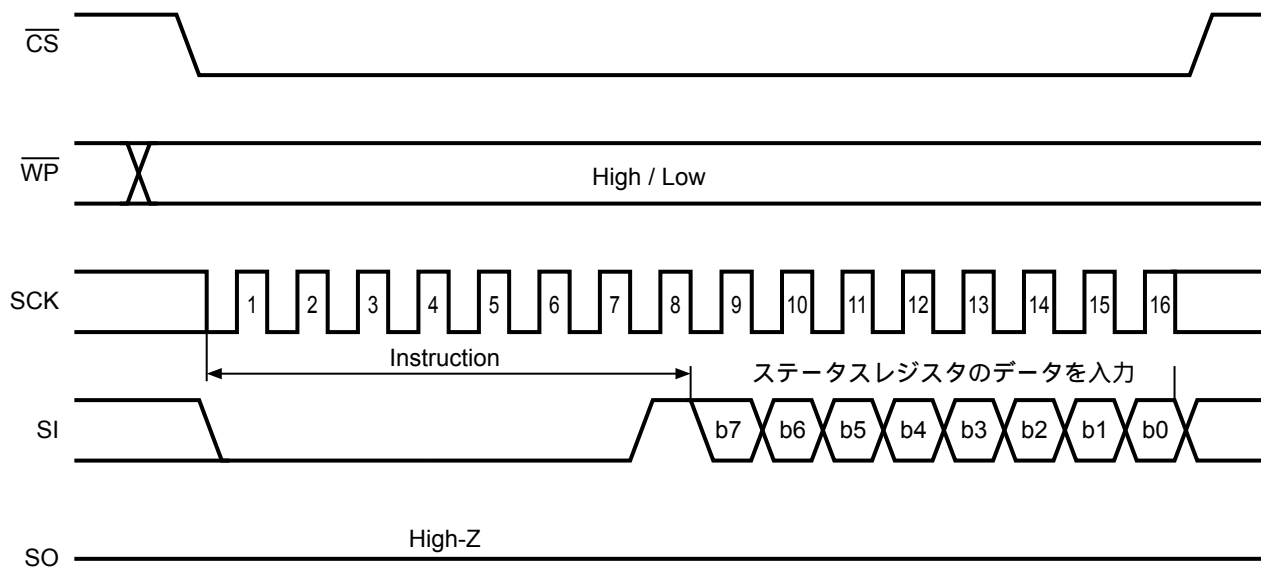 CS
WP
High / Low
SCK
1 2 3 4 5 6 7 8 9 10 11 12 13 14 15 16
Instruction
ステータスレジスタのデータを入力
SI
b7 b6 b5 b4 b3 b2 b1 b0
High-Z
SO